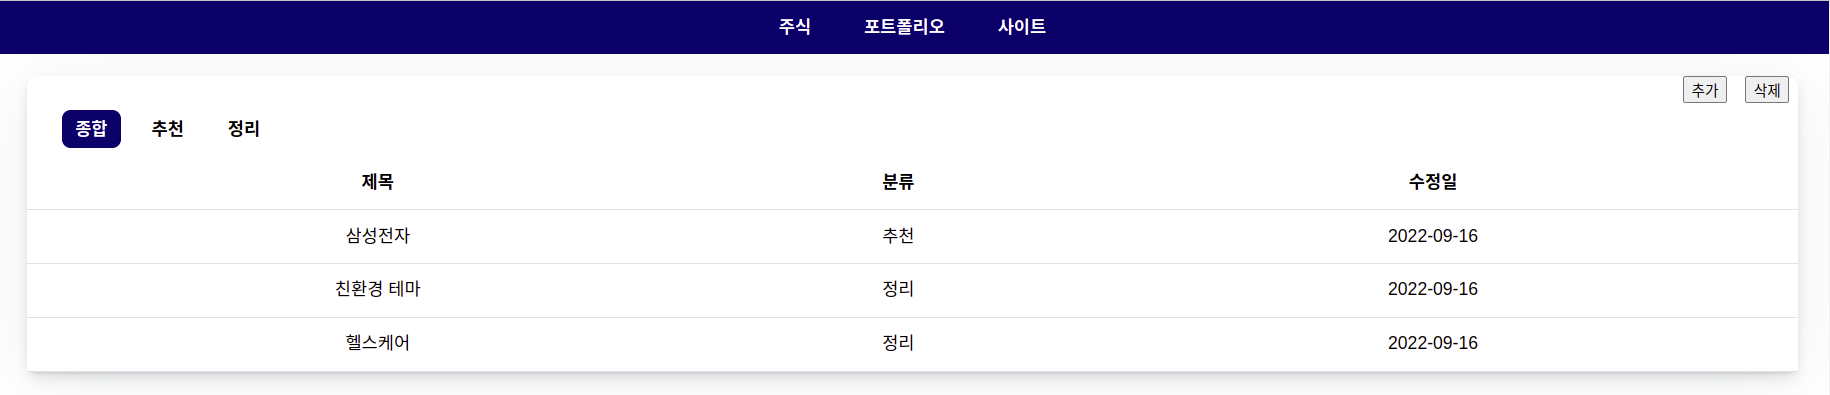 주식 포트폴리오 사이트
추가 삭제
종합 추천 정리
제목 분류 수정일
삼성전자 추천 2022-09-16
친환경 테마 정리 2022-09-16
헬스케어 정리 2022-09-16